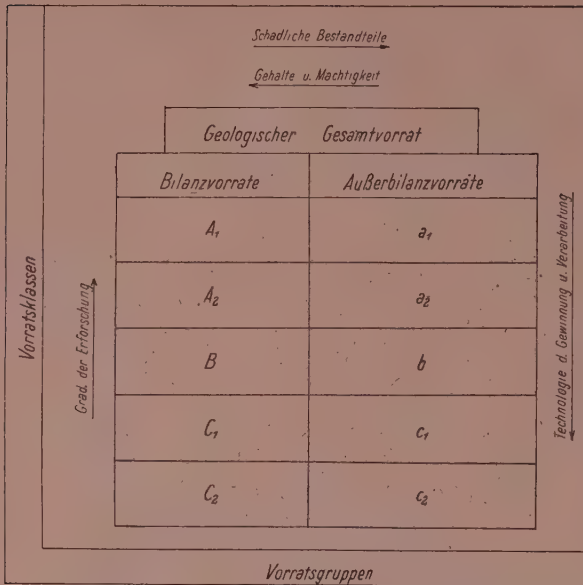 Schadliche Bestandteile
Gehalte u. Machtigkeit
Geologischer Gesamtvorrat
Bilanzvorrate Außerbilanzvorräte
A₁ a₁
A₂ a₂
B b
C₁ c₁
C₂ c₂
Vorratsklassen
Grad der Erforschung
Technologie d. Gewinnung u. Verarbeitung
Vorratsgruppen